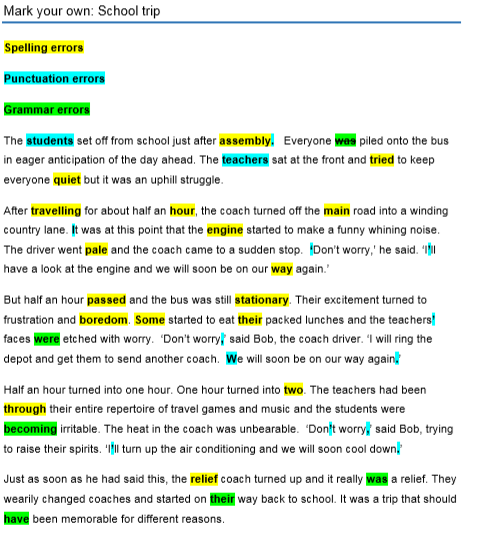 Mark your own: School trip
Spelling errors
Punctuation errors
Grammar errors
The students set off from school just after assembly. Everyone was piled onto the bus
in eager anticipation of the day ahead. The teachers sat at the front and tried to keep
everyone quiet but it was an uphill struggle.
After travelling for about half an hour, the coach turned off the main road into a winding
country lane. It was at this point that the engine started to make a funny whining noise.
The driver went pale and the coach came to a sudden stop. ‘Don’t worry,’ he said. ‘I’ll
have a look at the engine and we will soon be on our way again.’
But half an hour passed and the bus was still stationary. Their excitement turned to
frustration and boredom. Some started to eat their packed lunches and the teachers’
faces were etched with worry. ‘Don’t worry,’ said Bob, the coach driver. ‘I will ring the
depot and get them to send another coach. We will soon be on our way again.’
Half an hour turned into one hour. One hour turned into two. The teachers had been
through their entire repertoire of travel games and music and the students were
becoming irritable. The heat in the coach was unbearable. ‘Don’t worry,’ said Bob, trying
to raise their spirits. ‘I’ll turn up the air conditioning and we will soon cool down.’
Just as soon as he had said this, the relief coach turned up and it really was a relief. They
wearily changed coaches and started on their way back to school. It was a trip that should
have been memorable for different reasons.